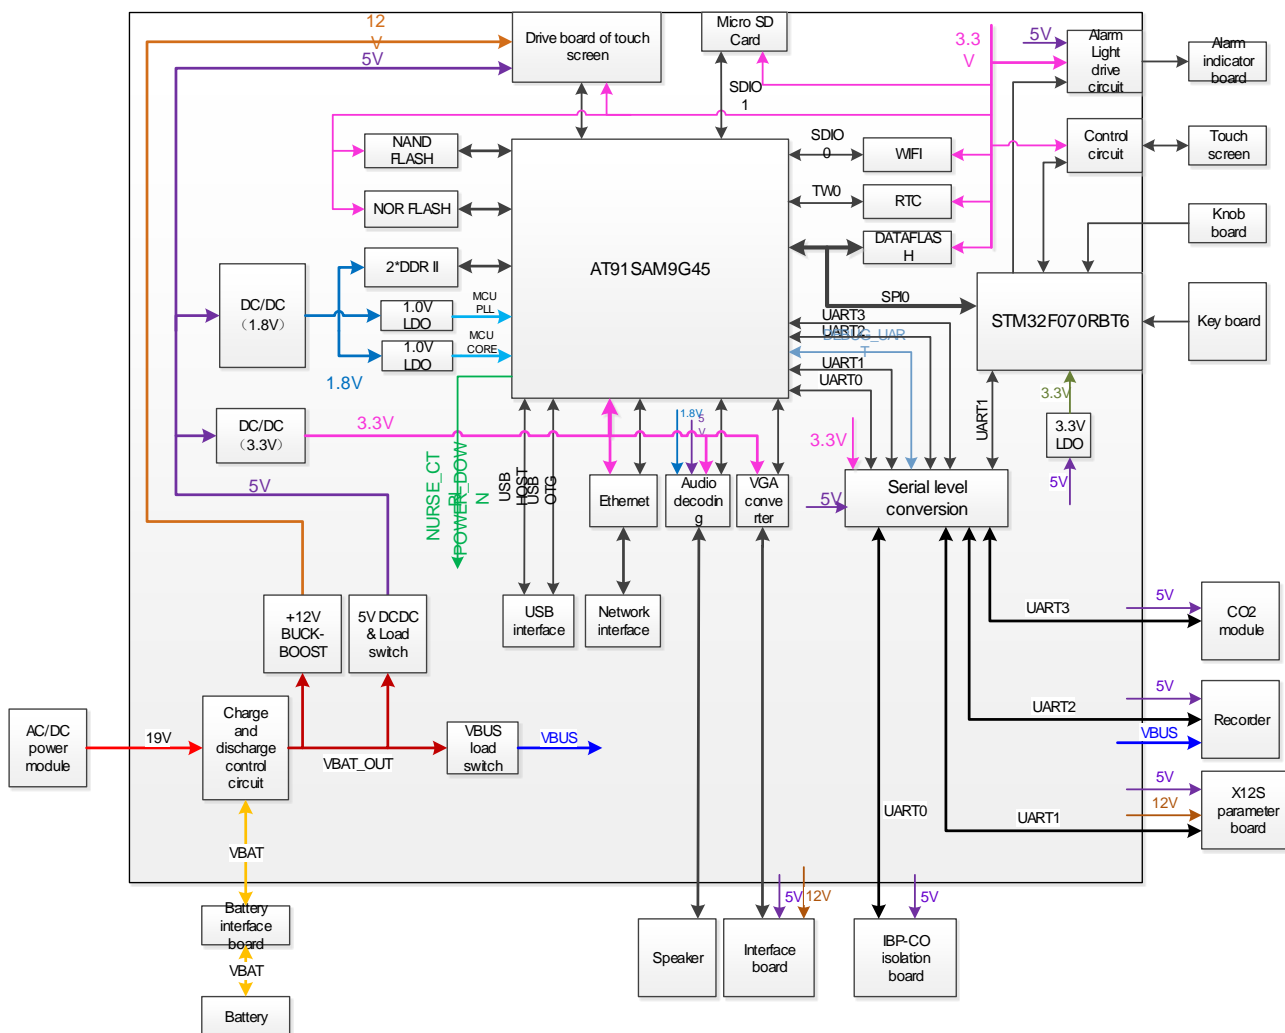 12
V
5V
Drive board of touch
screen
Micro SD
Card
SDIO
1
3.3
V
5V
Alarm
Light
drive
circuit
Alarm
indicator
board
NAND
FLASH
SDIO
0
WIFI
Control
circuit
Touch
screen
NOR FLASH
TW0
RTC
Knob
board
2*DDR II
AT91SAM9G45
DATAFLAS
H
DC/DC
(1.8V)
1.0V
LDO
MCU
PLL
SPI0
STM32F070RBT6
Key board
1.0V
LDO
MCU
CORE
UART3
UART2
DEBUG_UAR
T
UART1
UART0
1.8V
UART1
3.3V
DC/DC
(3.3V)
3.3V
1.8V
5V
3.3V
3.3V
LDO
5V
NURSE_CT
RL
POWER_DOW
N
USB
HOST
USB
OTG
Ethernet
Audio
decodin
g
VGA
conve
rter
5V
Serial level
conversion
5V
+12V
BUCK-
BOOST
5V DCDC
& Load
switch
USB
interface
Network
interface
UART3
5V
CO2
module
AC/DC
power
module
19V
Charge
and
discharge
control
circuit
VBAT_OUT
VBUS
load
switch
VBUS
UART2
5V
VBUS
Recorder
UART0
UART1
5V
12V
X12S
parameter
board
VBAT
Battery
interface
board
VBAT
Battery
Speaker
5V
12V
Interface
board
5V
IBP-CO
isolation
board